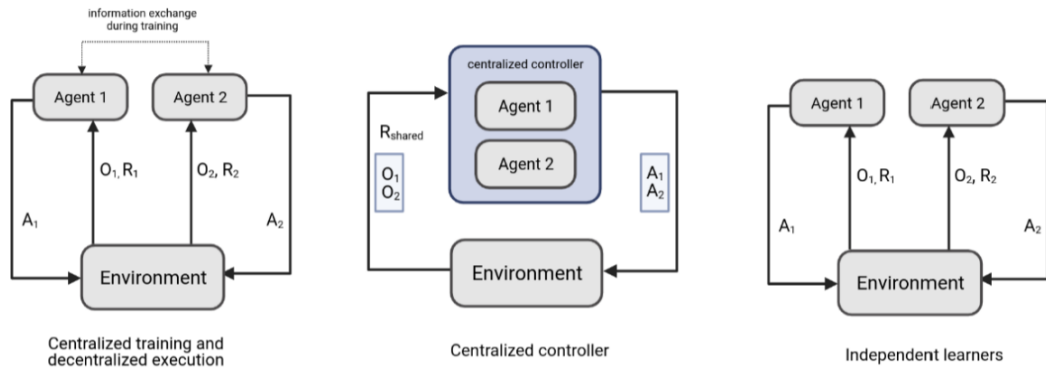 information exchange
during training
Agent 1
Agent 2
O₁, R₁
O₂, R₂
A₁
A₂
Environment
Centralized training and
decentralized execution
centralized controller
Agent 1
Agent 2
Rshared
O₁
O₂
A₁
A₂
Environment
Centralized controller
Agent 1
Agent 2
O₁, R₁
O₂, R₂
A₁
A₂
Environment
Independent learners